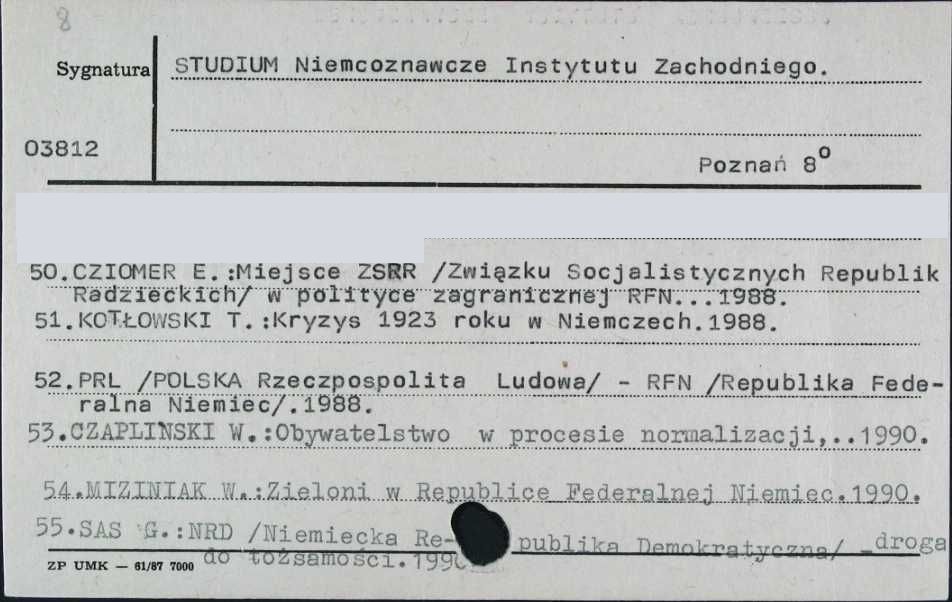 8
Sygnatura STUDIUM Niemcoznawcze Instytutu Zachodniego.
03812
Poznań 8º
50.CZIOMER E.:Miejsce ZSRR /Związku Socjalistycznych Republik
Radzieckich/ w polityce zagranicznej RFN...1988.
51.KOTŁOWSKI T.:Kryzys 1923 roku w Niemczech.1988.
52.PRL /POLSKA Rzeczpospolita Ludowa/ - RFN /Republika Fede-
ralna Niemiec/.1988.
53.CZAPLIŃSKI W.:Obywatelstwo w procesie normalizacji,..1990.
54.MIZINIAK W.:Zieloni w Republice Federalnej Niemiec.1990.
55.SAS G.:NRD /Niemiecka Re- publika Demokratyczna/ -droga
do tożsamości.1990
ZP UMK — 61/87 7000